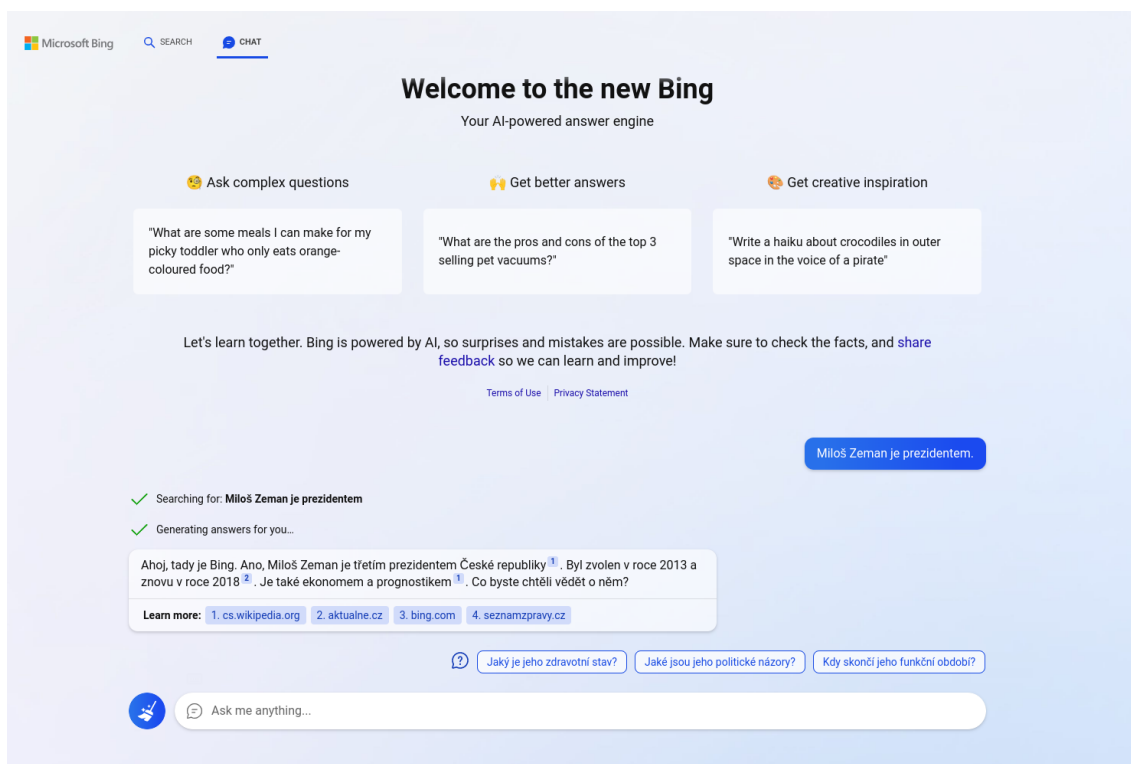 Microsoft Bing
SEARCH
CHAT
Welcome to the new Bing
Your AI-powered answer engine
🧐 Ask complex questions
🙌 Get better answers
🎨 Get creative inspiration
"What are some meals I can make for my
picky toddler who only eats orange-
coloured food?"
"What are the pros and cons of the top 3
selling pet vacuums?"
"Write a haiku about crocodiles in outer
space in the voice of a pirate"
Let's learn together. Bing is powered by AI, so surprises and mistakes are possible. Make sure to check the facts, and share
feedback so we can learn and improve!
Terms of Use
Privacy Statement
Miloš Zeman je prezidentem.
Searching for: Miloš Zeman je prezidentem
Generating answers for you...
Ahoj, tady je Bing. Ano, Miloš Zeman je třetím prezidentem České republiky 1 . Byl zvolen v roce 2013 a
znovu v roce 2018 2 . Je také ekonomem a prognostikem 1 . Co byste chtěli vědět o něm?
Learn more: 1. cs.wikipedia.org 2. aktualne.cz 3. bing.com 4. seznamzpravy.cz
Jaký je jeho zdravotní stav?
Jaké jsou jeho politické názory?
Kdy skončí jeho funkční období?
Ask me anything...